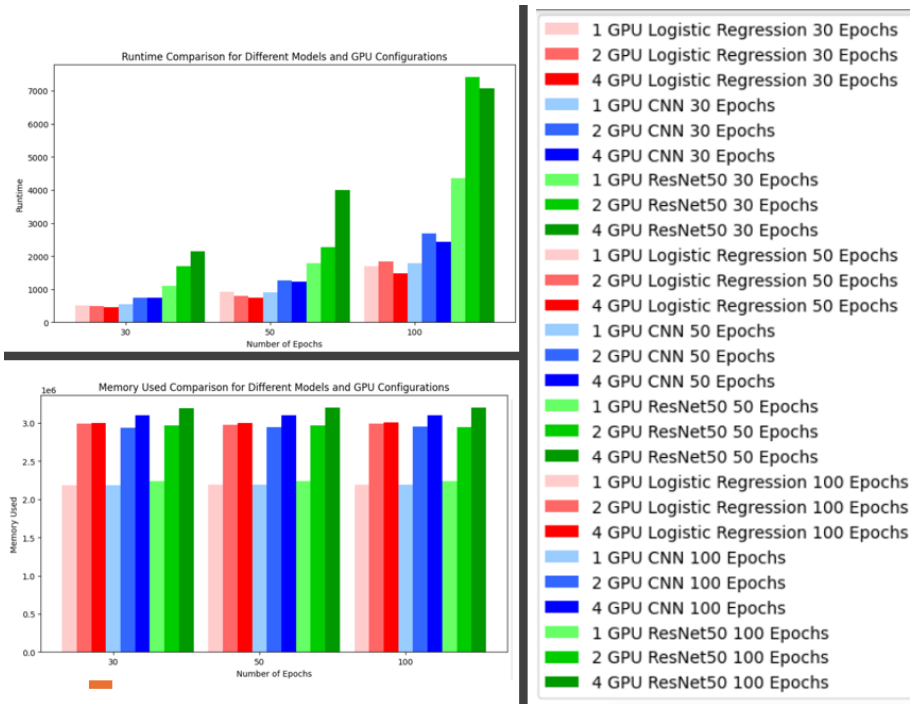 Runtime Comparison for Different Models and GPU Configurations
7000
6000
5000
4000
3000
2000
1000
0
Runtime
30
50
100
Number of Epochs
1e6
Memory Used Comparison for Different Models and GPU Configurations
3.0
2.5
2.0
1.5
1.0
0.5
0.0
Memory Used
30
50
100
Number of Epochs
1 GPU Logistic Regression 30 Epochs
2 GPU Logistic Regression 30 Epochs
4 GPU Logistic Regression 30 Epochs
1 GPU CNN 30 Epochs
2 GPU CNN 30 Epochs
4 GPU CNN 30 Epochs
1 GPU ResNet50 30 Epochs
2 GPU ResNet50 30 Epochs
4 GPU ResNet50 30 Epochs
1 GPU Logistic Regression 50 Epochs
2 GPU Logistic Regression 50 Epochs
4 GPU Logistic Regression 50 Epochs
1 GPU CNN 50 Epochs
2 GPU CNN 50 Epochs
4 GPU CNN 50 Epochs
1 GPU ResNet50 50 Epochs
2 GPU ResNet50 50 Epochs
4 GPU ResNet50 50 Epochs
1 GPU Logistic Regression 100 Epochs
2 GPU Logistic Regression 100 Epochs
4 GPU Logistic Regression 100 Epochs
1 GPU CNN 100 Epochs
2 GPU CNN 100 Epochs
4 GPU CNN 100 Epochs
1 GPU ResNet50 100 Epochs
2 GPU ResNet50 100 Epochs
4 GPU ResNet50 100 Epochs